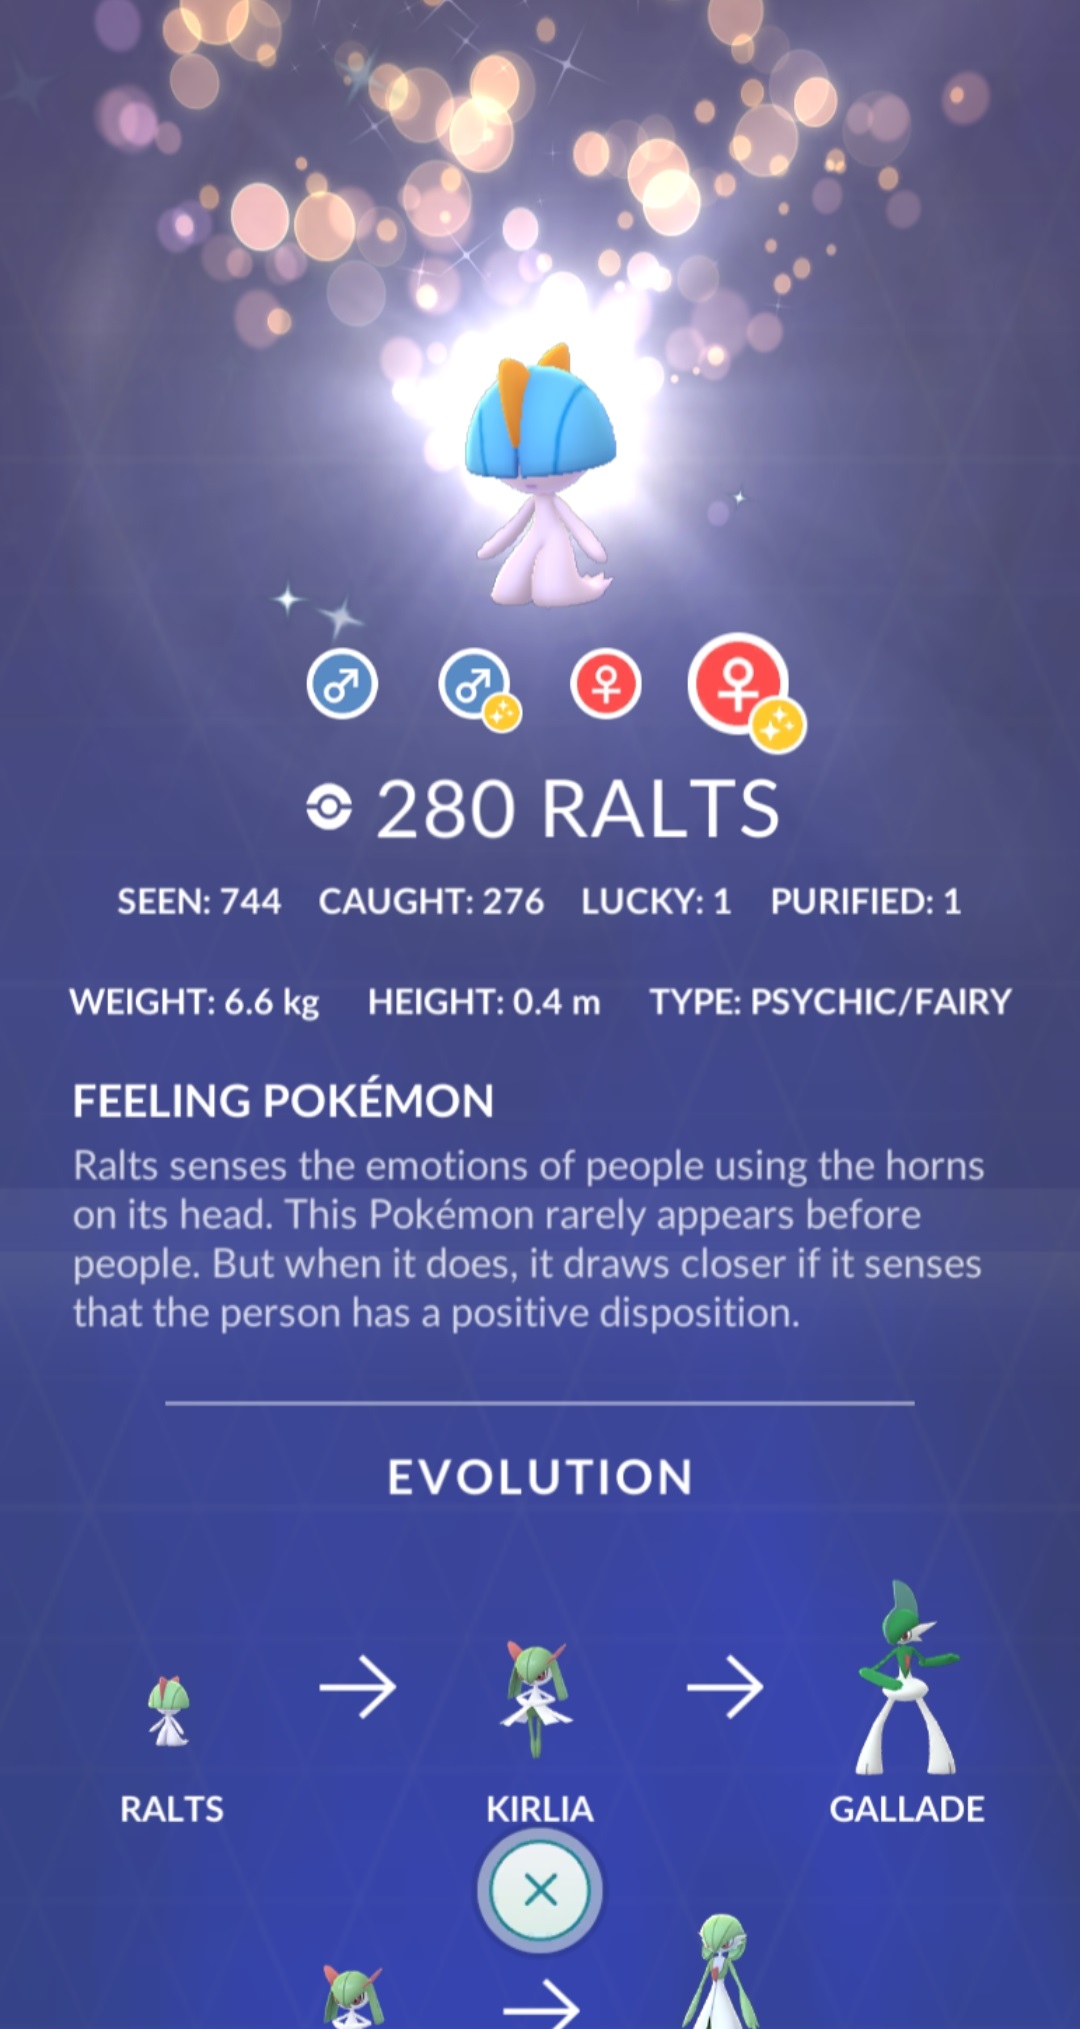 280 RALTS
SEEN: 744 CAUGHT: 276 LUCKY: 1 PURIFIED: 1
WEIGHT: 6.6 kg HEIGHT: 0.4 m TYPE: PSYCHIC/FAIRY
FEELING POKÉMON
Ralts senses the emotions of people using the horns
on its head. This Pokémon rarely appears before
people. But when it does, it draws closer if it senses
that the person has a positive disposition.
EVOLUTION
RALTS KIRLIA GALLADE